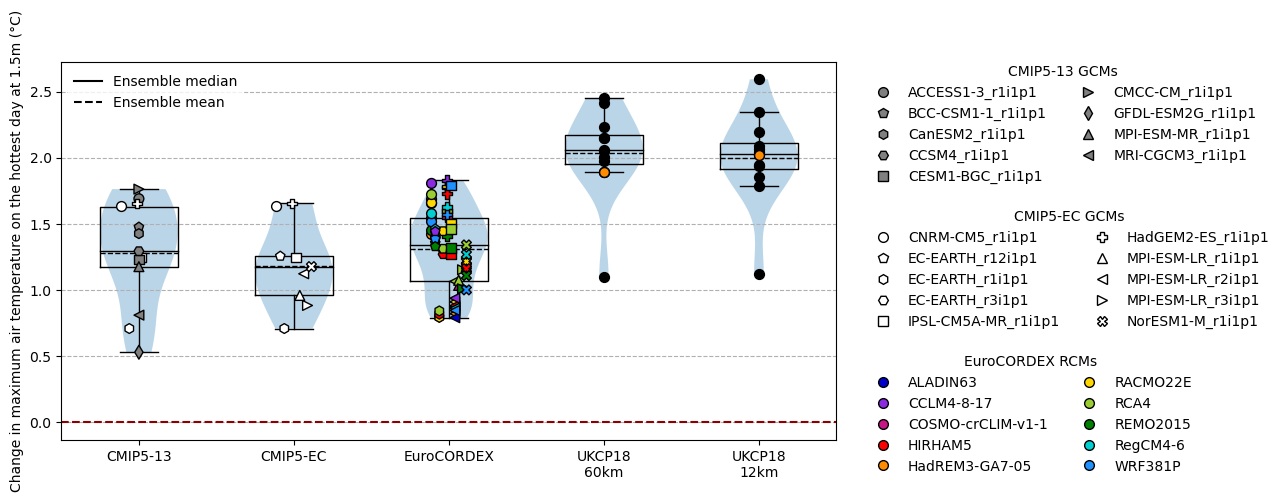 Change in maximum air temperature on the hottest day at 1.5m (°C)
Ensemble median
Ensemble mean
2.5
2.0
1.5
1.0
0.5
0.0
CMIP5-13
CMIP5-EC
EuroCORDEX
UKCP18
60km
UKCP18
12km
CMIP5-13 GCMs
ACCESS1-3_r1i1p1
BCC-CSM1-1_r1i1p1
CanESM2_r1i1p1
CCSM4_r1i1p1
CESM1-BGC_r1i1p1
CMCC-CM_r1i1p1
GFDL-ESM2G_r1i1p1
MPI-ESM-MR_r1i1p1
MRI-CGCM3_r1i1p1
CMIP5-EC GCMs
CNRM-CM5_r1i1p1
EC-EARTH_r12i1p1
EC-EARTH_r1i1p1
EC-EARTH_r3i1p1
IPSL-CM5A-MR_r1i1p1
HadGEM2-ES_r1i1p1
MPI-ESM-LR_r1i1p1
MPI-ESM-LR_r2i1p1
MPI-ESM-LR_r3i1p1
NorESM1-M_r1i1p1
EuroCORDEX RCMs
ALADIN63
CCLM4-8-17
COSMO-crCLIM-v1-1
HIRHAM5
HadREM3-GA7-05
RACMO22E
RCA4
REMO2015
RegCM4-6
WRF381P